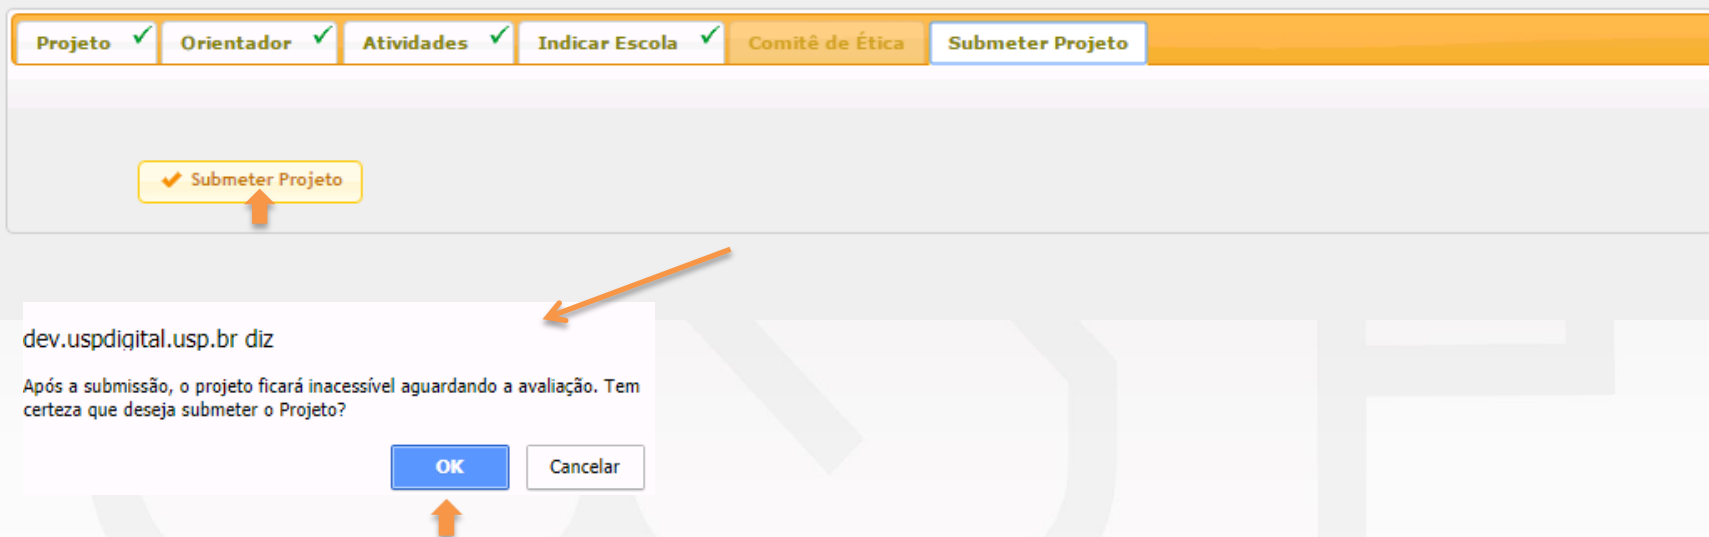 Projeto Orientador Atividades Indicar Escola Comitê de Ética Submeter Projeto
Submeter Projeto
dev.uspdigital.usp.br diz
Após a submissão, o projeto ficará inacessível aguardando a avaliação. Tem
certeza que deseja submeter o Projeto?
OK Cancelar